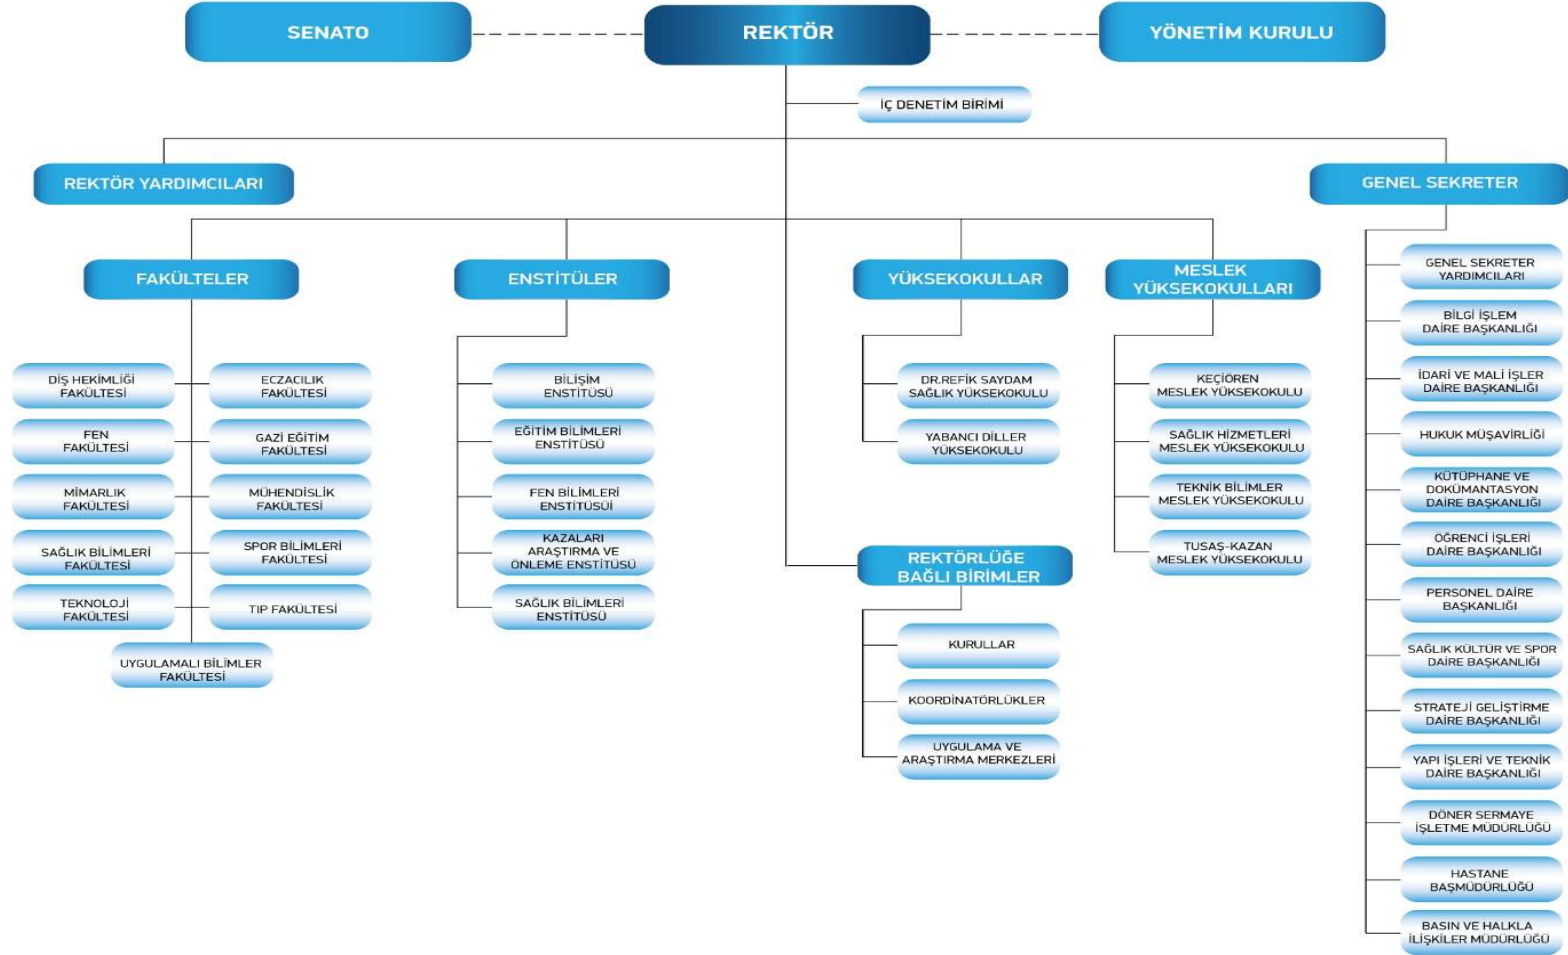 SENATO
REKTÖR
YÖNETİM KURULU
İÇ DENETİM BİRİMİ
REKTÖR YARDIMCILARI
GENEL SEKRETER
FAKÜLTELER
DİŞ HEKİMLİĞİ
FAKÜLTESİ
ECZACILIK
FAKÜLTESİ
FEN
FAKÜLTESİ
GAZİ EĞİTİM
FAKÜLTESİ
MİMARLIK
FAKÜLTESİ
MÜHENDİSLİK
FAKÜLTESİ
SAĞLIK BİLİMLERİ
FAKÜLTESİ
SPOR BİLİMLERİ
FAKÜLTESİ
TEKNOLOJİ
FAKÜLTESİ
TIP FAKÜLTESİ
UYGULAMALI BİLİMLER
FAKÜLTESİ
ENSTİTÜLER
BİLİŞİM
ENSTİTÜSÜ
EĞİTİM BİLİMLERİ
ENSTİTÜSÜ
FEN BİLİMLERİ
ENSTİTÜSÜİ
KAZALARI
ARAŞTIRMA VE
ÖNLEME ENSTİTÜSÜ
SAĞLIK BİLİMLERİ
ENSTİTÜSÜ
YÜKSEKOKULLAR
DR.REFİK SAYDAM
SAĞLIK YÜKSEKOKULU
YABANCI DİLLER
YÜKSEKOKULU
MESLEK
YÜKSEKOKULLARI
KEÇİÖREN
MESLEK YÜKSEKOKULU
SAĞLIK HİZMETLERİ
MESLEK YÜKSEKOKULU
TEKNİK BİLİMLER
MESLEK YÜKSEKOKULU
TUSAŞ-KAZAN
MESLEK YÜKSEKOKULU
REKTÖRLÜĞE
BAĞLI BİRİMLER
KURULLAR
KOORDİNATÖRLÜKLER
UYGULAMA VE
ARAŞTIRMA MERKEZLERİ
GENEL SEKRETER
YARDIMCILARI
BİLGİ İŞLEM
DAİRE BAŞKANLIĞI
İDARİ VE MALİ İŞLER
DAİRE BAŞKANLIĞI
HUKUK MÜŞAVİRLİĞİ
KÜTÜPHANE VE
DOKÜMANTASYON
DAİRE BAŞKANLIĞI
ÖĞRENCİ İŞLERİ
DAİRE BAŞKANLIĞI
PERSONEL DAİRE
BAŞKANLIĞI
SAĞLIK KÜLTÜR VE SPOR
DAİRE BAŞKANLIĞI
STRATEJİ GELİŞTİRME
DAİRE BAŞKANLIĞI
YAPI İŞLERİ VE TEKNİK
DAİRE BAŞKANLIĞI
DÖNER SERMAYE
İŞLETME MÜDÜRLÜĞÜ
HASTANE
BAŞMÜDÜRLÜĞÜ
BASIN VE HALKLA
İLİŞKİLER MÜDÜRLÜĞÜ